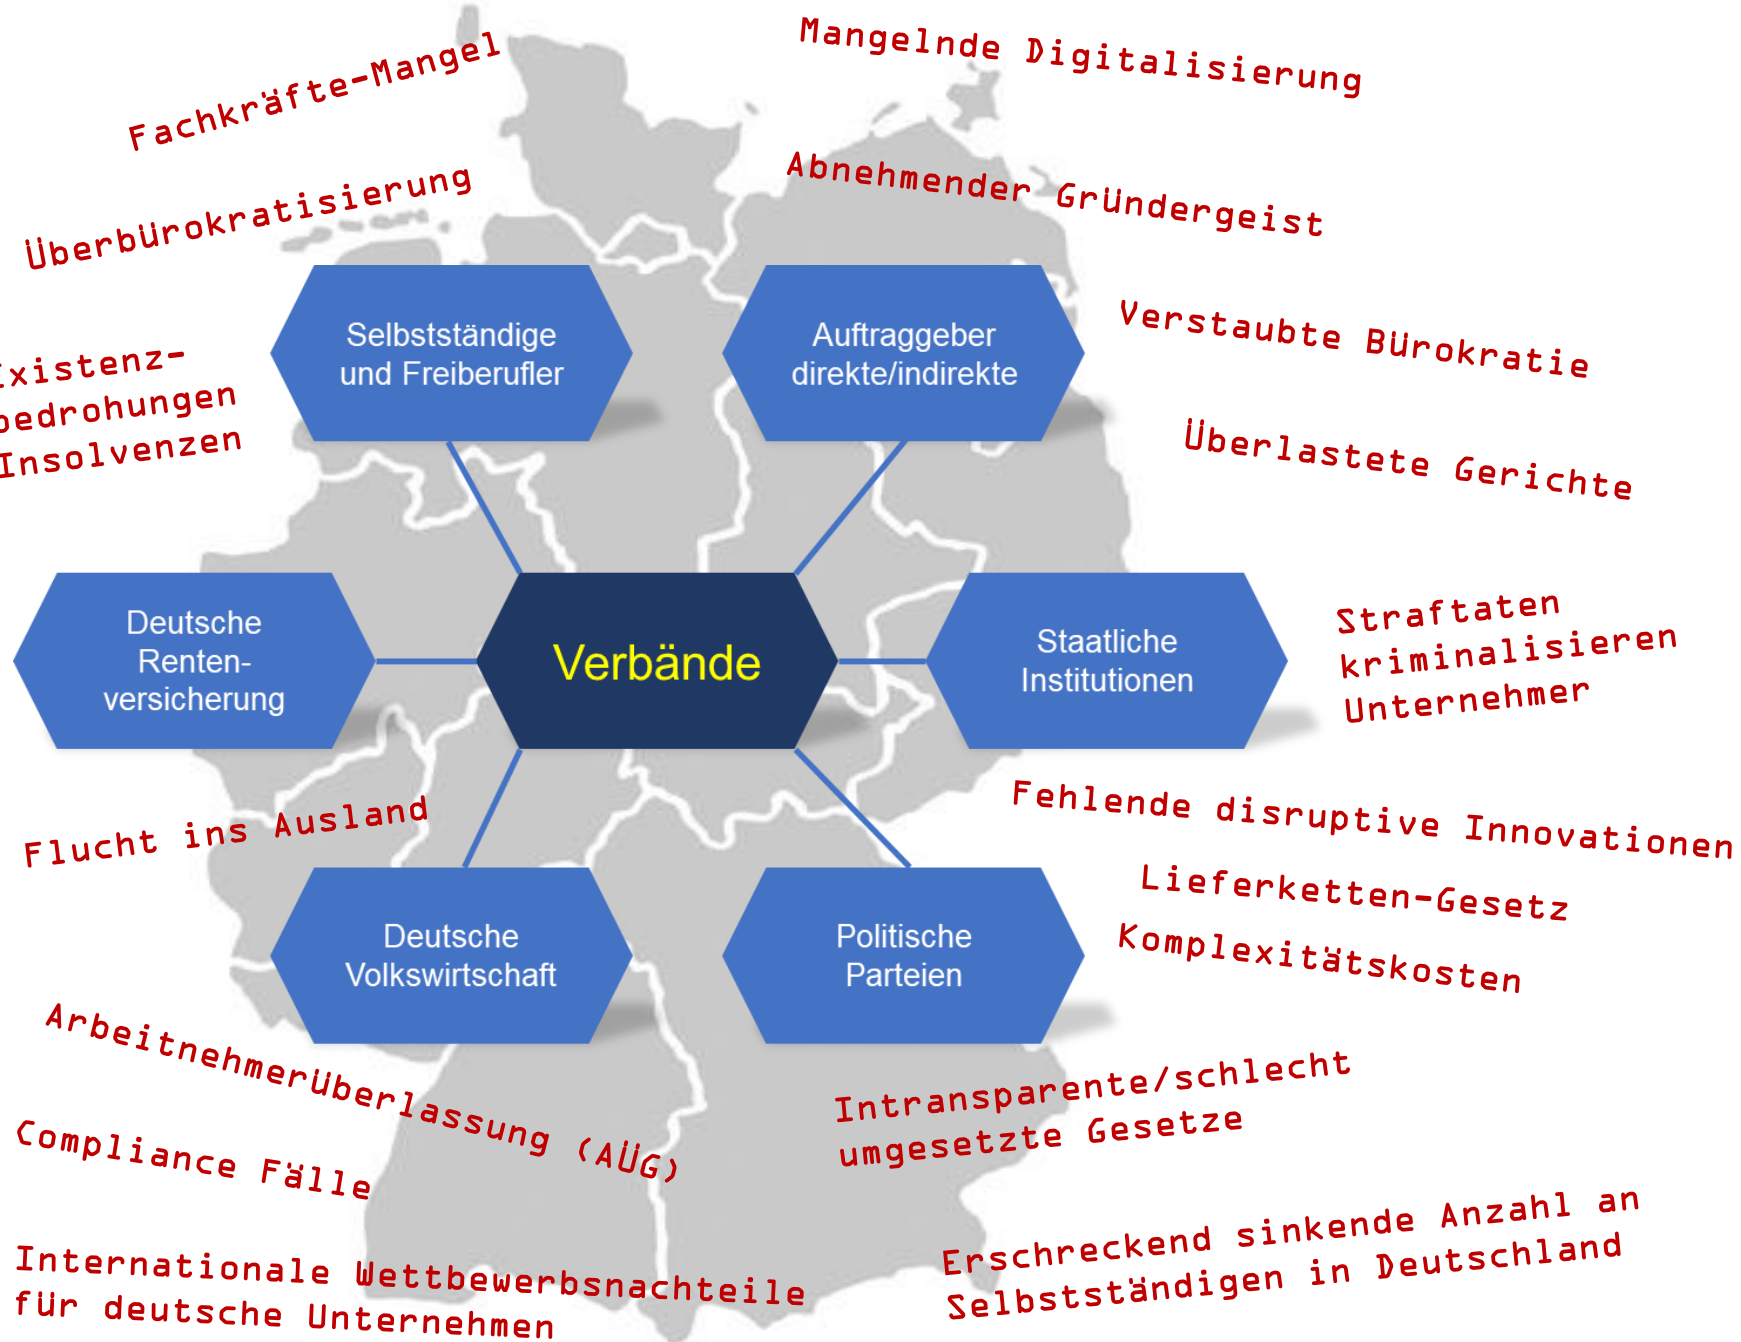 Fachkräfte-Mangel
Mangelnde Digitalisierung
Überbürokratisierung
Abnehmender Gründergeist
Selbstständige
und Freiberufler
Auftraggeber
direkte/indirekte
Verstaubte Bürokratie
Existenz-
bedrohungen
Insolvenzen
Überlastete Gerichte
Deutsche
Renten-
versicherung
Verbände
Staatliche
Institutionen
Straftaten
kriminalisieren
Unternehmer
Flucht ins Ausland
Fehlende disruptive Innovationen
Lieferketten-Gesetz
Komplexitätskosten
Deutsche
Volkswirtschaft
Politische
Parteien
Arbeitnehmerüberlassung (AÜG)
Intransparente/schlecht
umgesetzte Gesetze
Compliance Fälle
Erschreckend sinkende Anzahl an
Selbstständigen in Deutschland
Internationale Wettbewerbsnachteile
für deutsche Unternehmen